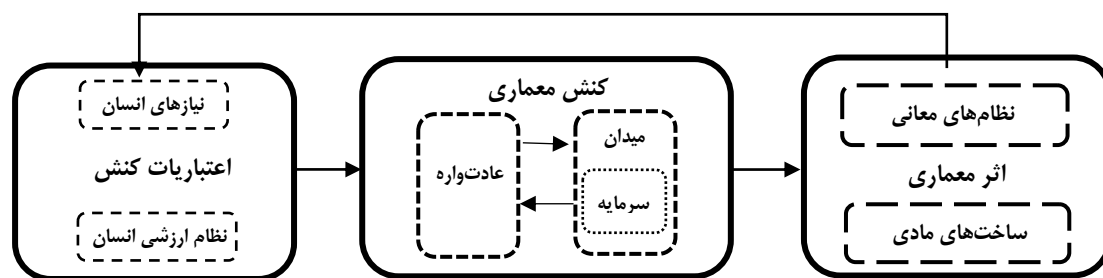 نیازهای انسان
اعتباریات کنش
نظام ارزشی انسان
کنش معماری
عادت‌واره
میدان
سرمایه
نظام‌های معانی
اثر معماری
ساخت‌های مادی